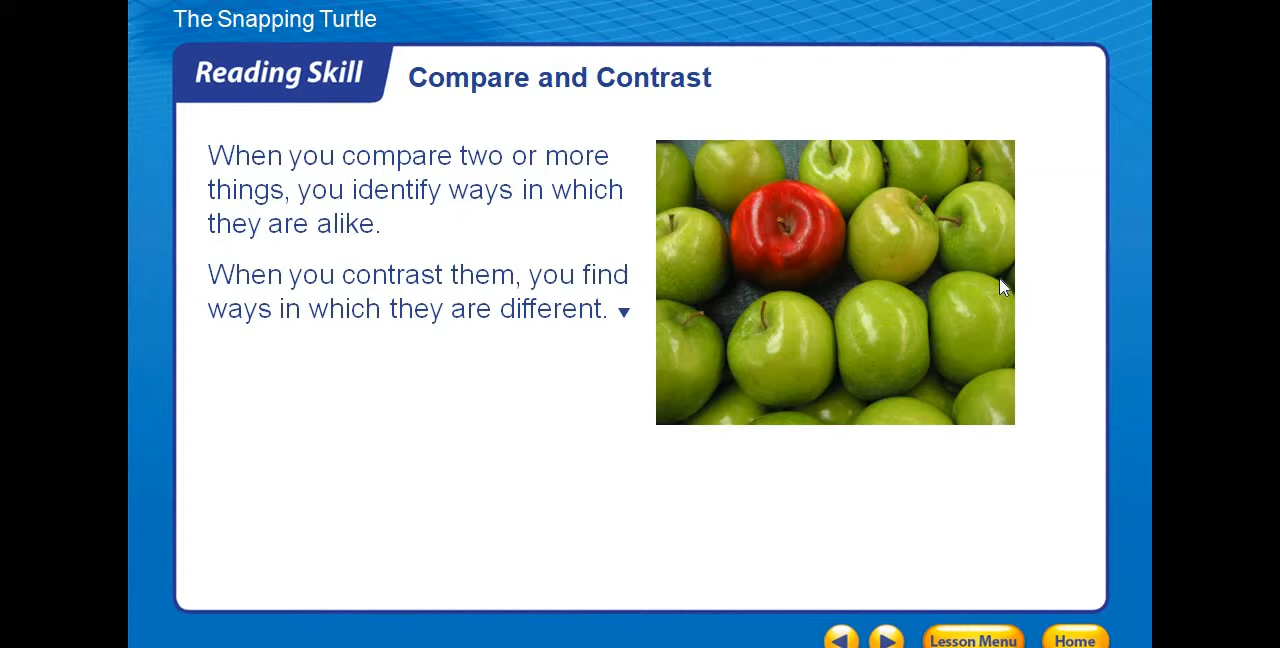 The Snapping Turtle
Reading Skill
Compare and Contrast
When you compare two or more
things, you identify ways in which
they are alike.
When you contrast them, you find
ways in which they are different.
Lesson Menu
Home